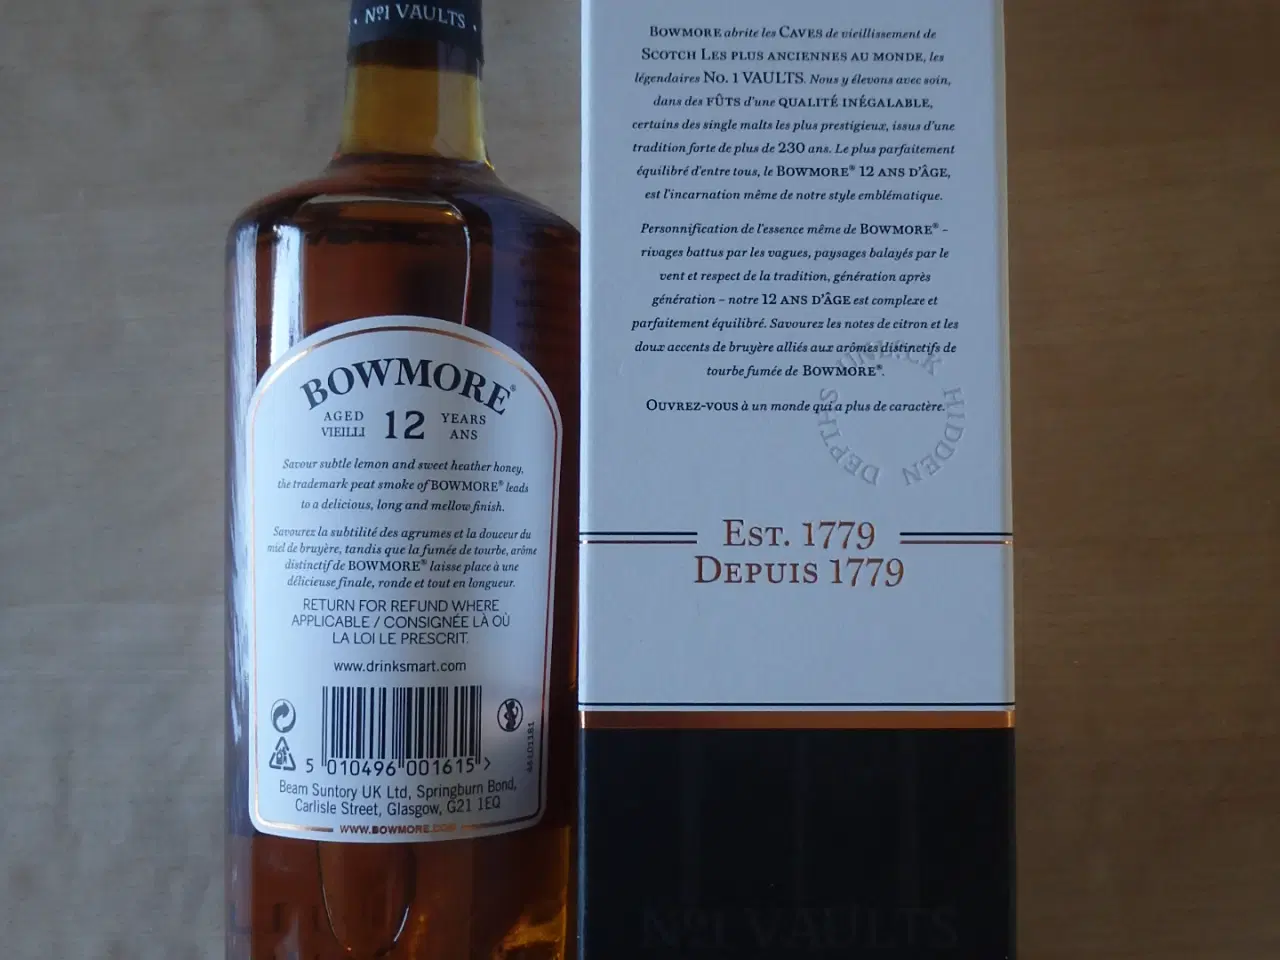 Nº1 VAULTS
BOWMORE®
AGED 12 YEARS
VIEILLI ANS
Savour subtle lemon and sweet heather honey,
the trademark peat smoke of BOWMORE® leads
to a delicious, long and mellow finish.
Savourez la subtilité des agrumes et la douceur du
miel de bruyère, tandis que la fumée de tourbe, arôme
distinctif de BOWMORE® laisse place à une
délicieuse finale, ronde et tout en longueur.
RETURN FOR REFUND WHERE
APPLICABLE / CONSIGNÉE LÀ OÙ
LA LOI LE PRESCRIT.
www.drinksmart.com
5 010496 001615 >
Beam Suntory UK Ltd, Springburn Bond,
Carlisle Street, Glasgow, G21 1EQ
WWW.BOWMORE.COM
BOWMORE abrite les CAVES de vieillissement de
SCOTCH LES PLUS ANCIENNES AU MONDE, les
légendaires NO. 1 VAULTS. Nous y élevons avec soin,
dans des FÛTS d'une QUALITÉ INÉGALABLE,
certains des single malts les plus prestigieux, issus d'une
tradition forte de plus de 230 ans. Le plus parfaitement
équilibré d'entre tous, le BOWMORE® 12 ANS D'ÂGE,
est l'incarnation même de notre style emblématique.
Personnification de l'essence même de BOWMORE® –
rivages battus par les vagues, paysages balayés par le
vent et respect de la tradition, génération après
génération – notre 12 ANS D'ÂGE est complexe et
parfaitement équilibré. Savourez les notes de citron et les
doux accents de bruyère alliés aux arômes distinctifs de
tourbe fumée de BOWMORE®.
OUVREZ-VOUS à un monde qui a plus de caractère.
UNLOCK HIDDEN DEPTHS
EST. 1779
DEPUIS 1779
Nº1 VAULTS